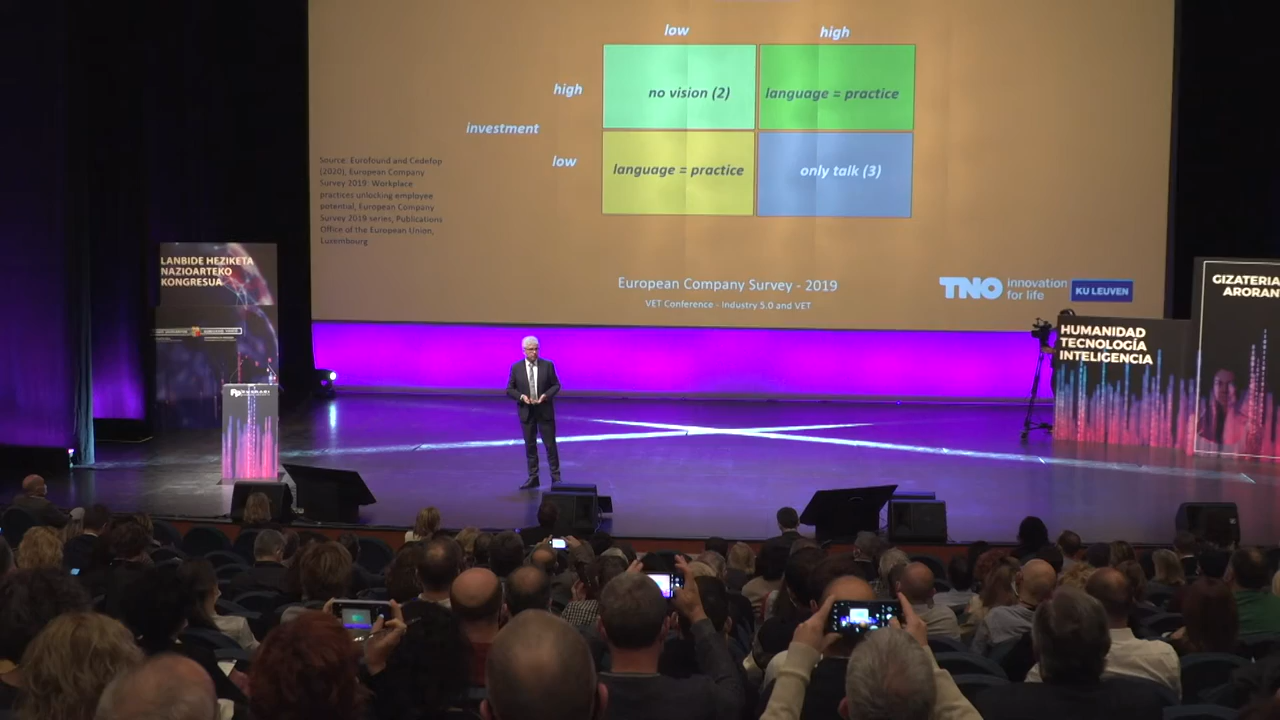 low
high
high
no vision (2)
language = practice
investment
low
language = practice
only talk (3)
Source: Eurofound and Cedefop
(2020), European Company
Survey 2019: Workplace
practices unlocking employee
potential, European Company
Survey 2019 series, Publications
Office of the European Union,
Luxembourg
European Company Survey - 2019
VET Conference - Industry 5.0 and VET
TNO innovation
for life
KU LEUVEN
LANBIDE HEZIKETA
NAZIOARTEKO
KONGRESUA
HUMANIDAD
TECNOLOGÍA
INTELIGENCIA
GIZATERIA
ARORAN